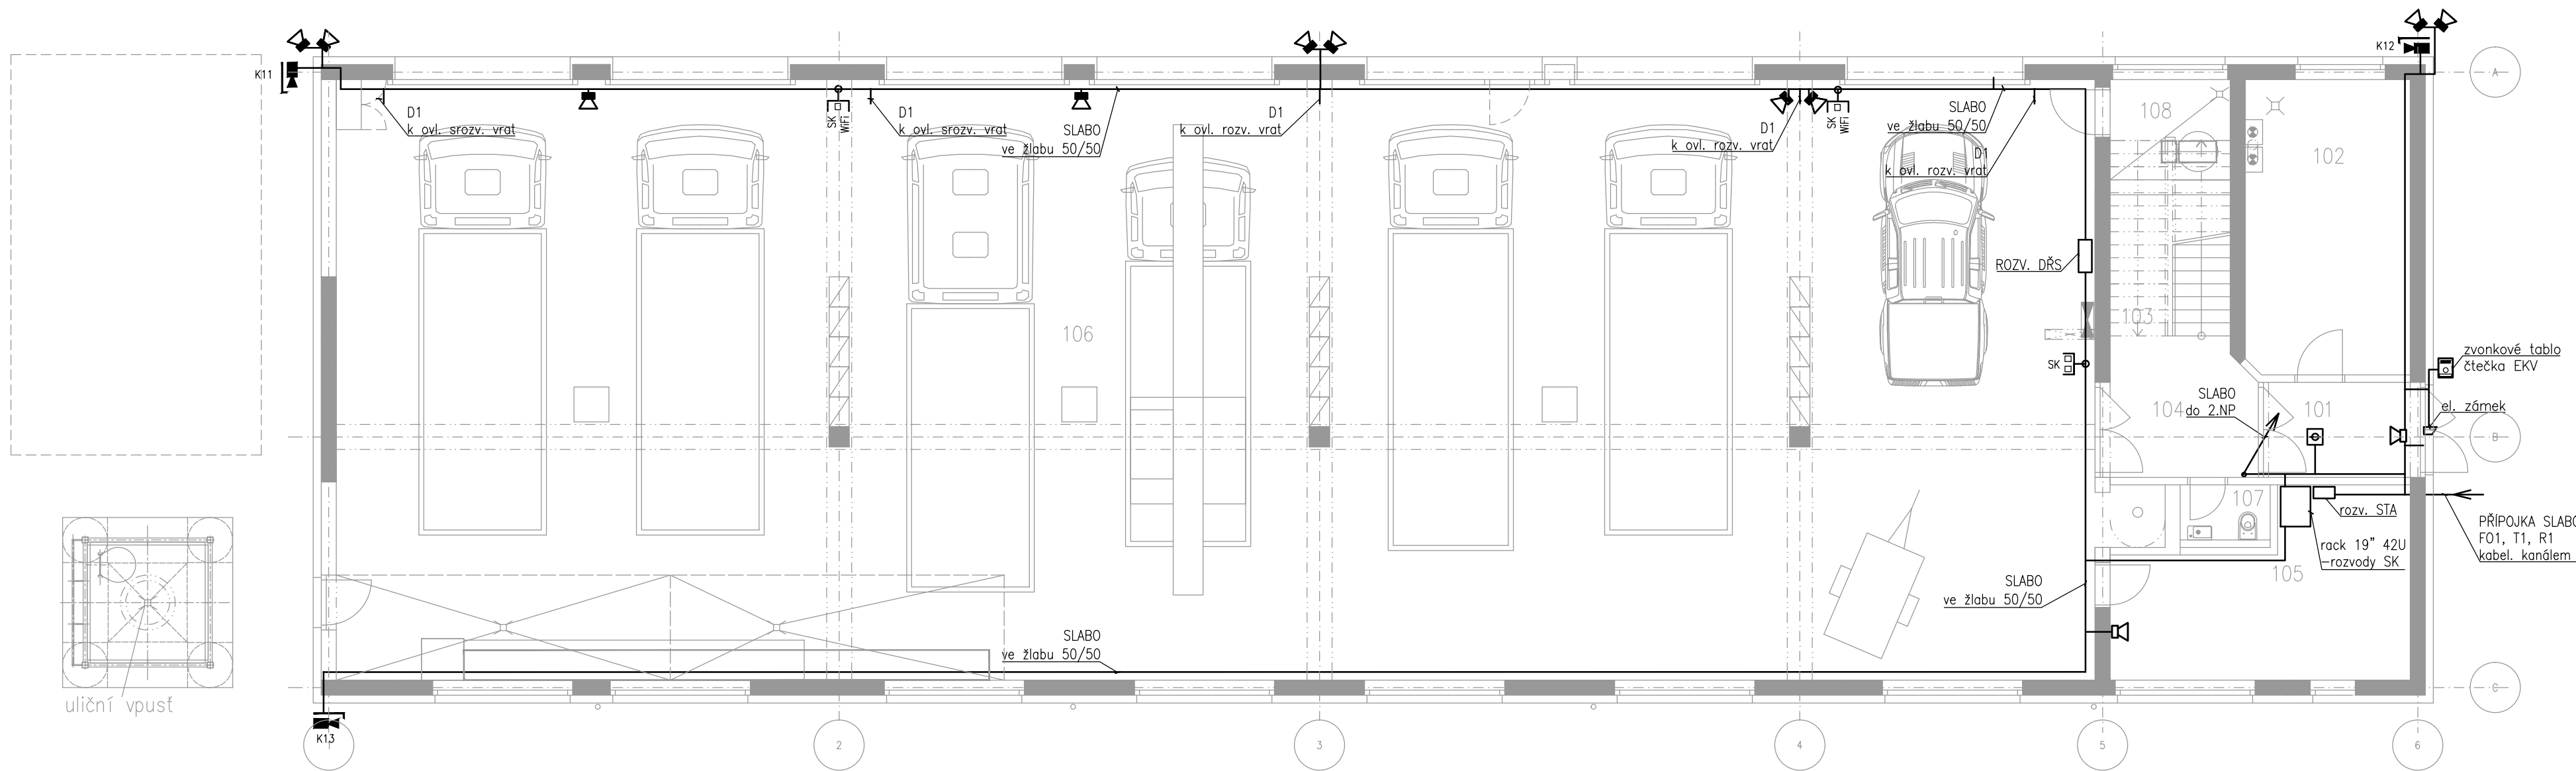 K11
K12
D1
k ovl. srozv. vrat
SK
WiFi
D1
k ovl. srozv. vrat
SLABO
ve žlabu 50/50
D1
k ovl. rozv. vrat
D1
k ovl. rozv. vrat
SK
WiFi
SLABO
ve žlabu 50/50
D1
k ovl. rozv. vrat
A
108
102
ROZV. DŘS
103
106
SK
zvonkové tablo
čtečka EKV
SLABO
do 2.NP
104
101
el. zámek
B
107
rozv. STA
rack 19" 42U
-rozvody SK
105
PŘÍPOJKA SLABO
FO1, T1, R1
kabel. kanálem
SLABO
ve žlabu 50/50
SLABO
ve žlabu 50/50
uliční vpusť
C
K13
2
3
4
5
6